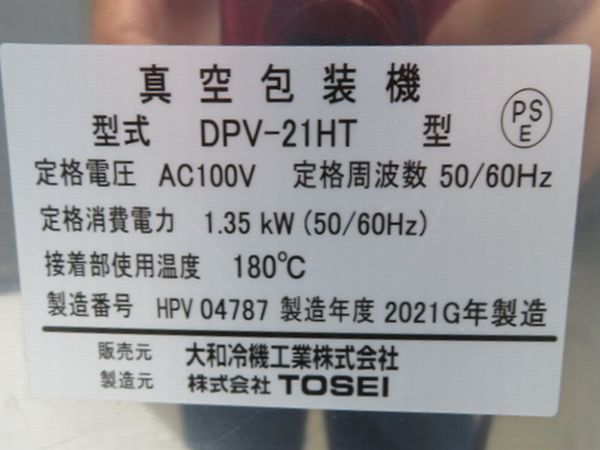 真空包装機
型式 DPV-21HT 型 PSE
定格電圧 AC100V 定格周波数 50/60Hz
定格消費電力 1.35 kW (50/60Hz)
接着部使用温度 180℃
製造番号 HPV 04787 製造年度 2021G年製造
販売元 大和冷機工業株式会社
製造元 株式会社 TOSEI